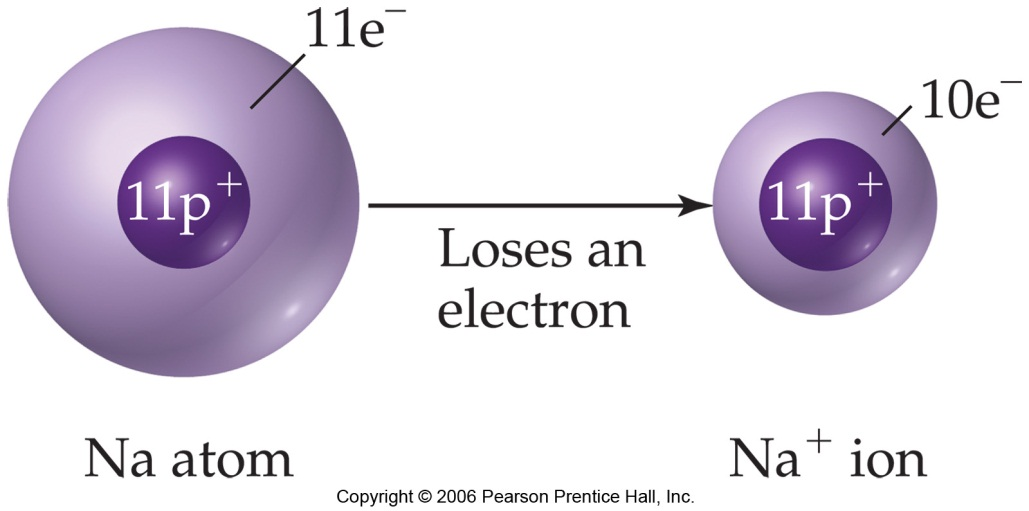 11e⁻
10e⁻
11p⁺
11p⁺
Loses an
electron
Na atom
Na⁺ ion
Copyright © 2006 Pearson Prentice Hall, Inc.